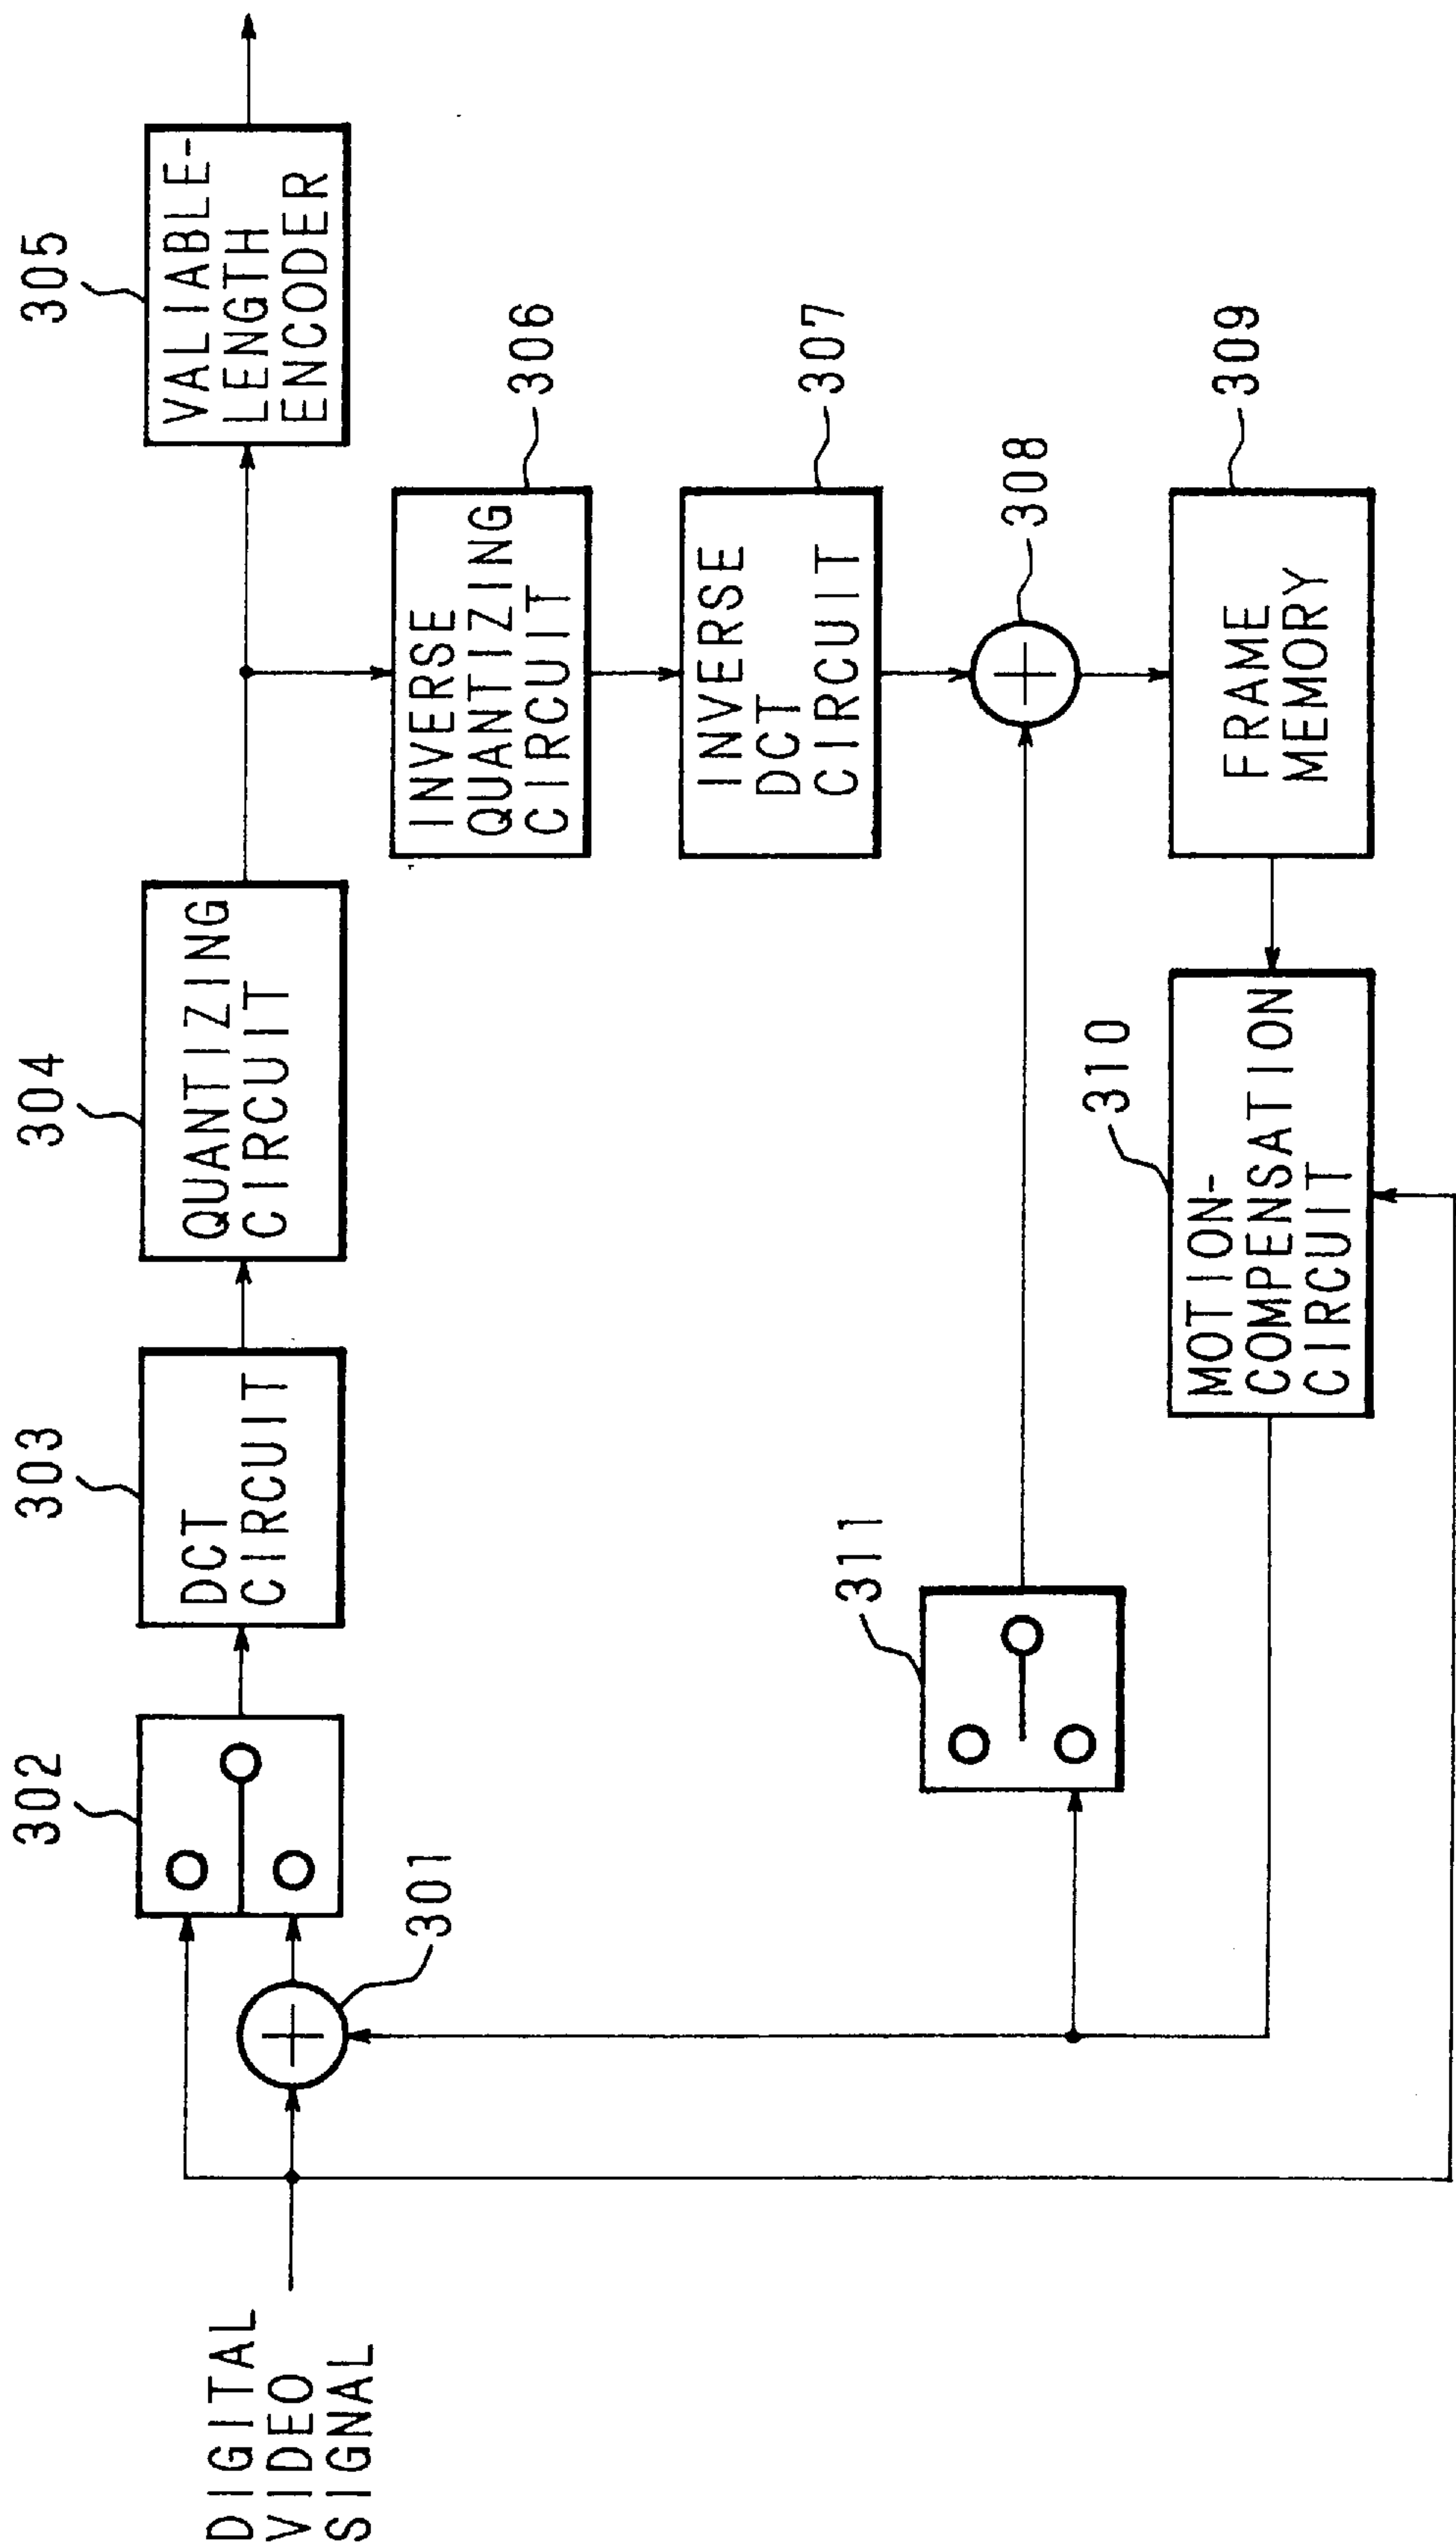 DIGITAL
VIDEO
SIGNAL
301
302
303
DCT
CIRCUIT
304
QUANTIZING
CIRCUIT
305
VALIABLE-
LENGTH
ENCODER
306
INVERSE
QUANTIZING
CIRCUIT
307
INVERSE
DCT
CIRCUIT
308
309
FRAME
MEMORY
310
MOTION-
COMPENSATION
CIRCUIT
311